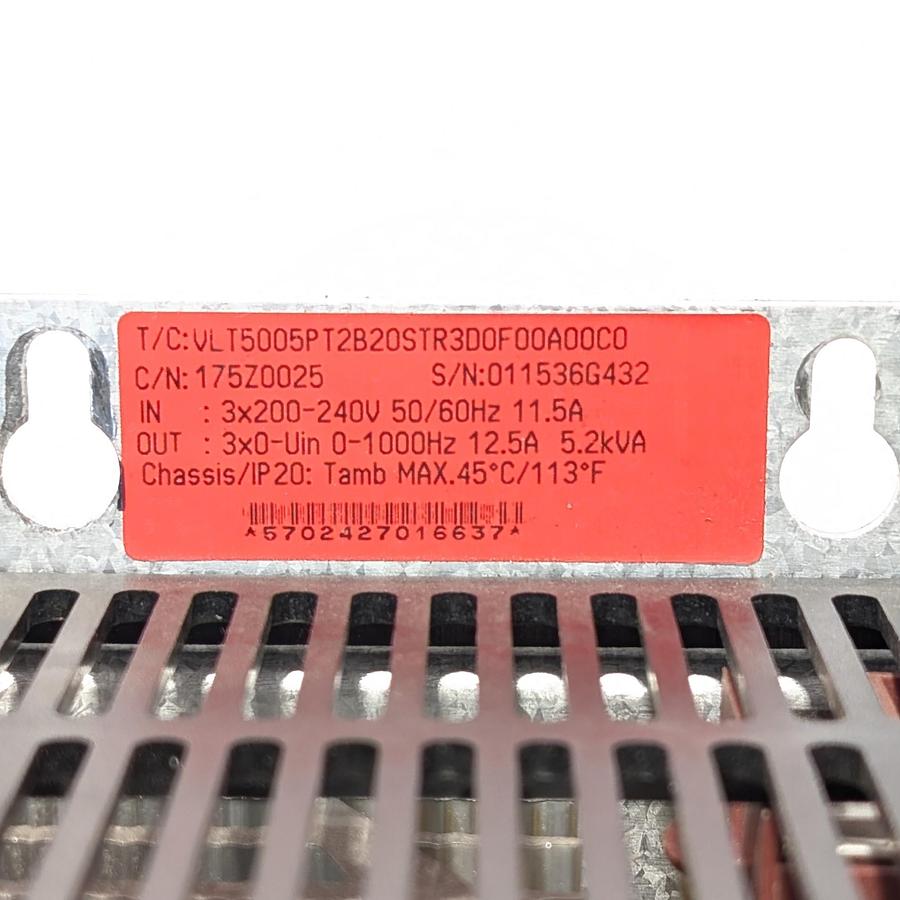 T/C:VLT5005PT2B20STR3D0F00A00C0
C/N:175Z0025 S/N:011536G432
IN : 3x200-240V 50/60Hz 11.5A
OUT : 3x0-Uin 0-1000Hz 12.5A 5.2kVA
Chassis/IP20: Tamb MAX.45°C/113°F
*5702427016637*